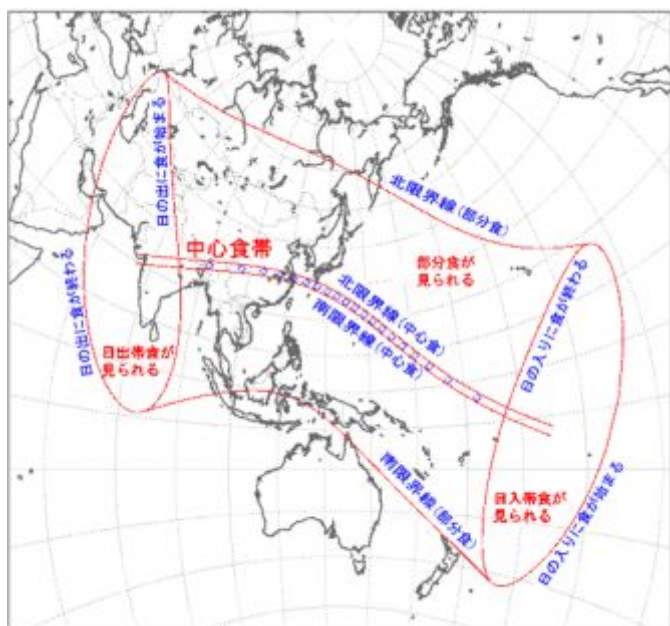 日の出に食が始まる
北限界線(部分食)
中心食帯
部分食が
見られる
日の出に食が終わる
北限界線(中心食)
南限界線(中心食)
日の入りに食が終わる
日出帯食が
見られる
南限界線(部分食)
日入帯食が
見られる
日の入りに食が始まる